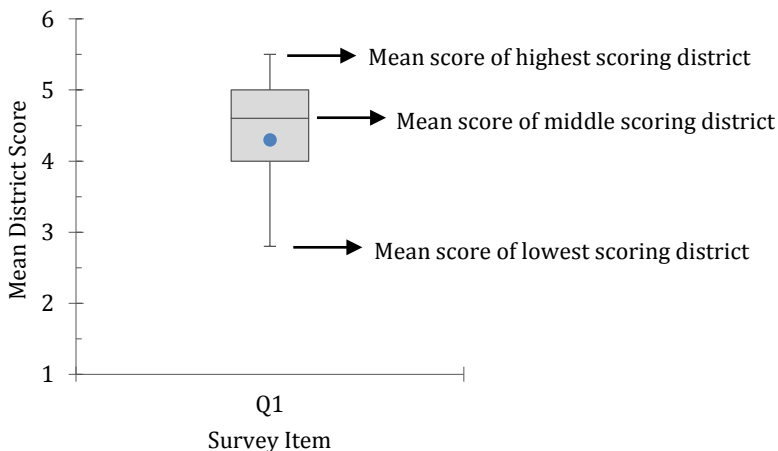 6
Mean score of highest scoring district
5
Mean score of middle scoring district
4
3
Mean score of lowest scoring district
2
1
Mean District Score
Q1
Survey Item